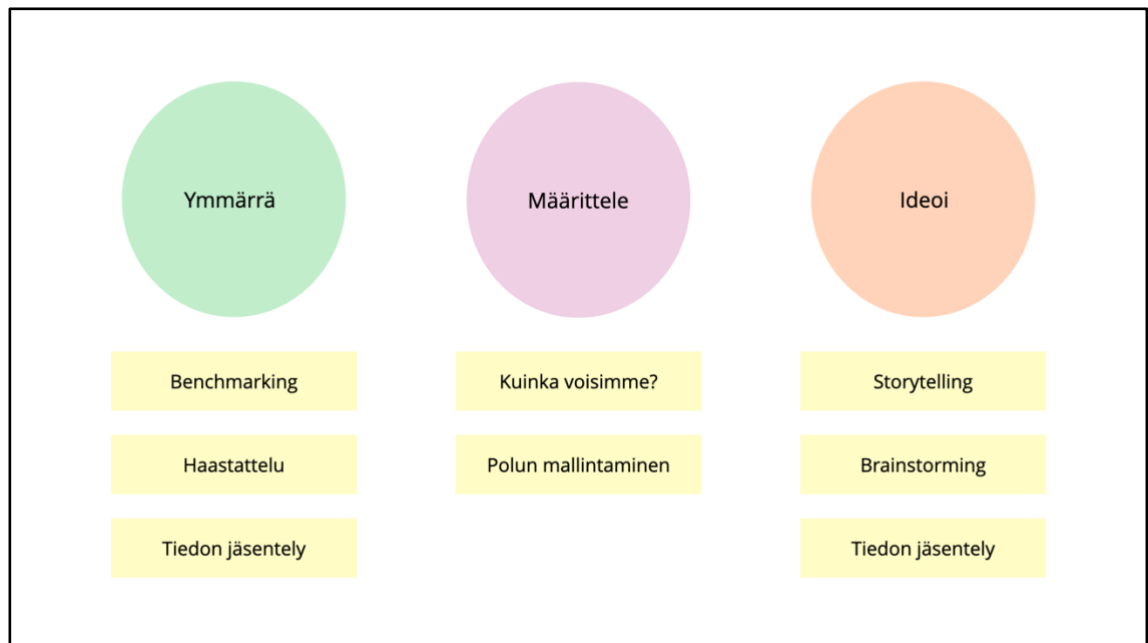 Ymmärrä
Määrittele
Ideoi
Benchmarking
Kuinka voisimme?
Storytelling
Haastattelu
Polun mallintaminen
Brainstorming
Tiedon jäsentely
Tiedon jäsentely